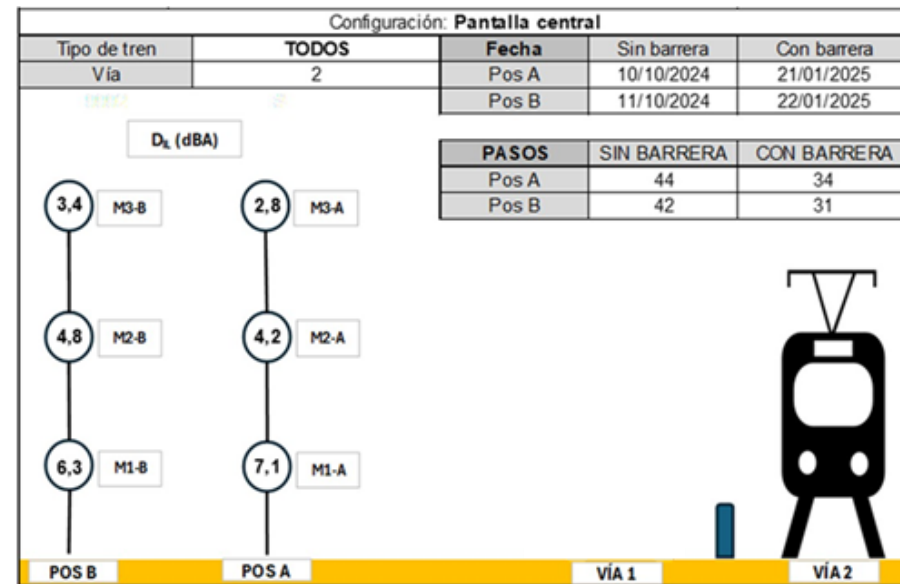 Configuración: Pantalla central
Tipo de tren TODOS Fecha Sin barrera Con barrera
Vía 2 Pos A 10/10/2024 21/01/2025
Pos B 11/10/2024 22/01/2025
D_IL (dBA)
PASOS SIN BARRERA CON BARRERA
Pos A 44 34
Pos B 42 31
3,4 M3-B 2,8 M3-A
4,8 M2-B 4,2 M2-A
6,3 M1-B 7,1 M1-A
POS B POS A VÍA 1 VÍA 2